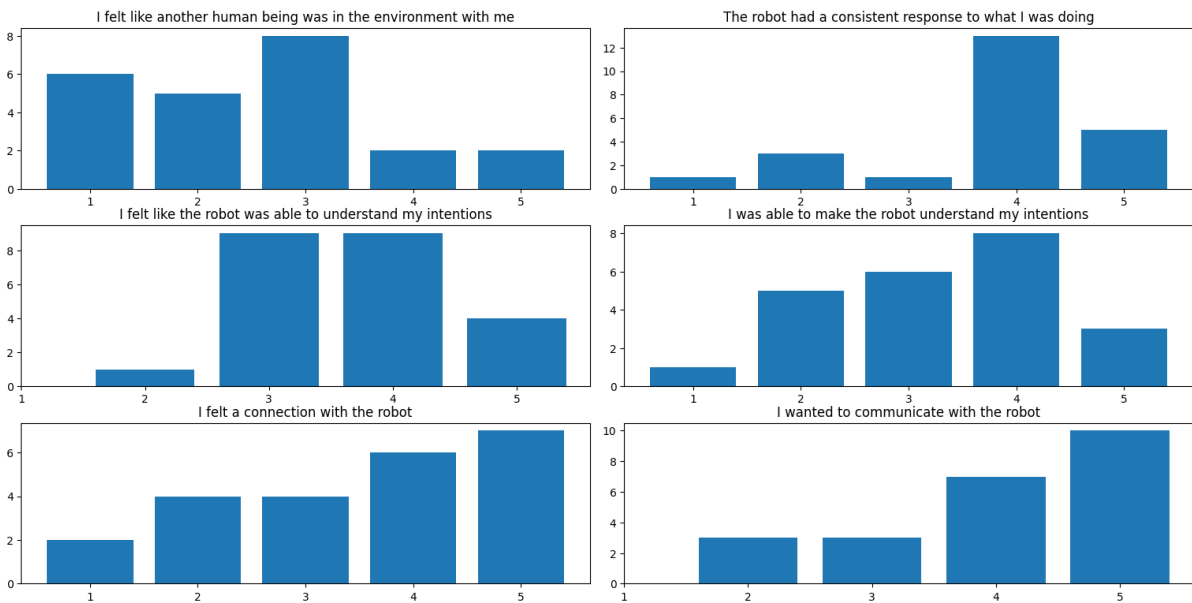 I felt like another human being was in the environment with me
8
6
4
2
0
1 2 3 4 5
The robot had a consistent response to what I was doing
12
10
8
6
4
2
0
1 2 3 4 5
I felt like the robot was able to understand my intentions
8
6
4
2
0
1 2 3 4 5
I was able to make the robot understand my intentions
8
6
4
2
0
1 2 3 4 5
I felt a connection with the robot
6
4
2
0
1 2 3 4 5
I wanted to communicate with the robot
10
8
6
4
2
0
1 2 3 4 5